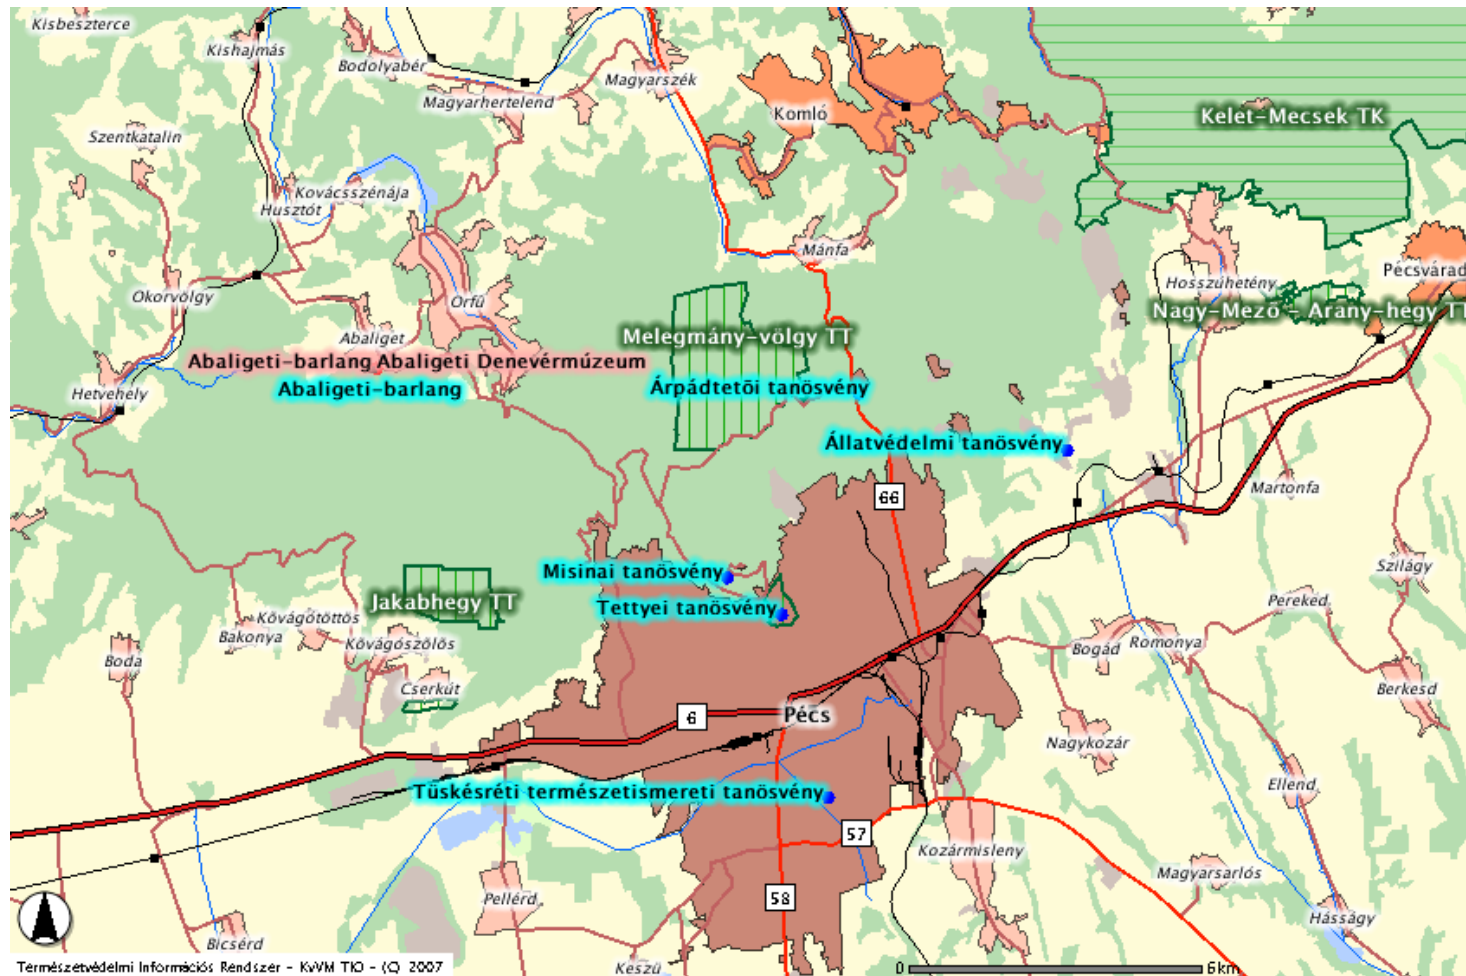 Kisbeszterce
Kishajmás
Bodolyabér
Magyarszék
Magyarhertelend
Komló
Kelet-Mecsek TK
Szentkatalin
Kovácsszénája
Husztót
Mánfa
Pécsvárad
Hosszúhetény
Okorvölgy
Orfű
Nagy-Mező - Arany-hegy TT
Abaliget
Melegmány-völgy TT
Abaligeti-barlang Abaligeti Denevérmúzeum
Abaligeti-barlang
Árpádtetõi tanösvény
Hetvehely
Állatvédelmi tanösvény
66
Martonfa
Misinai tanösvény
Szilágy
Jakabhegy TT
Tettyei tanösvény
Pereked
Kõvágótöttös
Bakonya
Kõvágószõlõs
Bogád
Romonya
Boda
Cserkút
Berkesd
6
Pécs
Nagykozár
Ellend
Tüskésréti természetismereti tanösvény
57
Kozármisleny
Magyarsarlós
Pellérd
58
Hásságy
Bicsérd
Keszü
Természetvédelmi Információs Rendszer - KvVM TIO - (C) 2007
0 6km